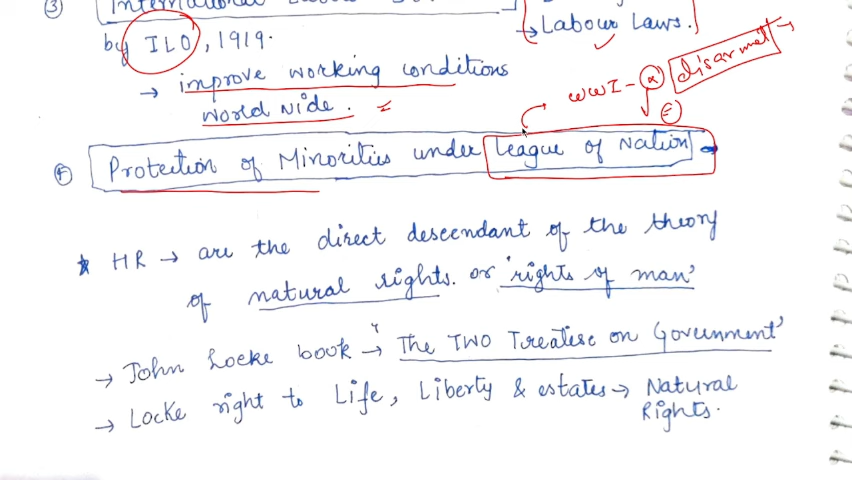 ③ International Labour
by ILO, 1919.
→ Labour Laws.
→ improve working conditions
world wide.
WWI - disarmat →
④ Protection of Minorities under League of Nation
* HR → are the direct descendant of the theory
of natural rights. or 'rights of man'
→ John Locke book → "The Two Treatise on Government'
→ Locke right to Life, Liberty & estates → Natural
Rights.